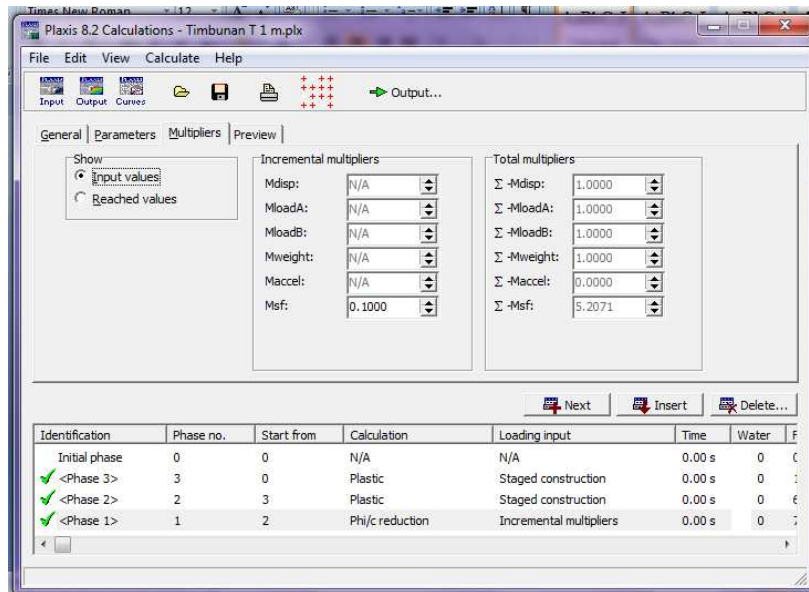 Times New Roman 12
Plaxis 8.2 Calculations - Timbunan T 1 m.plx
File Edit View Calculate Help
Input Output Curves Output...
General Parameters Multipliers Preview
Show
Input values
Reached values
Incremental multipliers
Mdisp: N/A
MloadA: N/A
MloadB: N/A
Mweight: N/A
Maccel: N/A
Msf: 0.1000
Total multipliers
Σ -Mdisp: 1.0000
Σ -MloadA: 1.0000
Σ -MloadB: 1.0000
Σ -Mweight: 1.0000
Σ -Maccel: 0.0000
Σ -Msf: 5.2071
Next Insert Delete...
Identification Phase no. Start from Calculation Loading input Time Water F
Initial phase 0 0 N/A N/A 0.00 s 0
<Phase 3> 3 0 Plastic Staged construction 0.00 s 0
<Phase 2> 2 3 Plastic Staged construction 0.00 s 0
<Phase 1> 1 2 Phi/c reduction Incremental multipliers 0.00 s 0